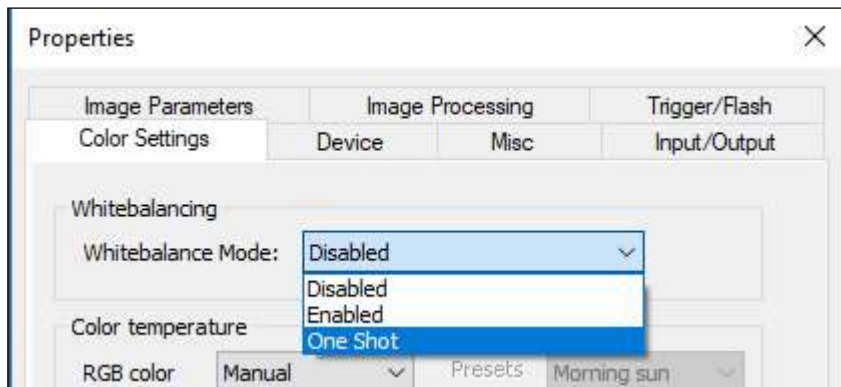 Properties
Image Parameters Image Processing Trigger/Flash
Color Settings Device Misc Input/Output
Whitebalancing
Whitebalance Mode: Disabled
Disabled
Enabled
Color temperature
One Shot
RGB color Manual Presets Morning sun